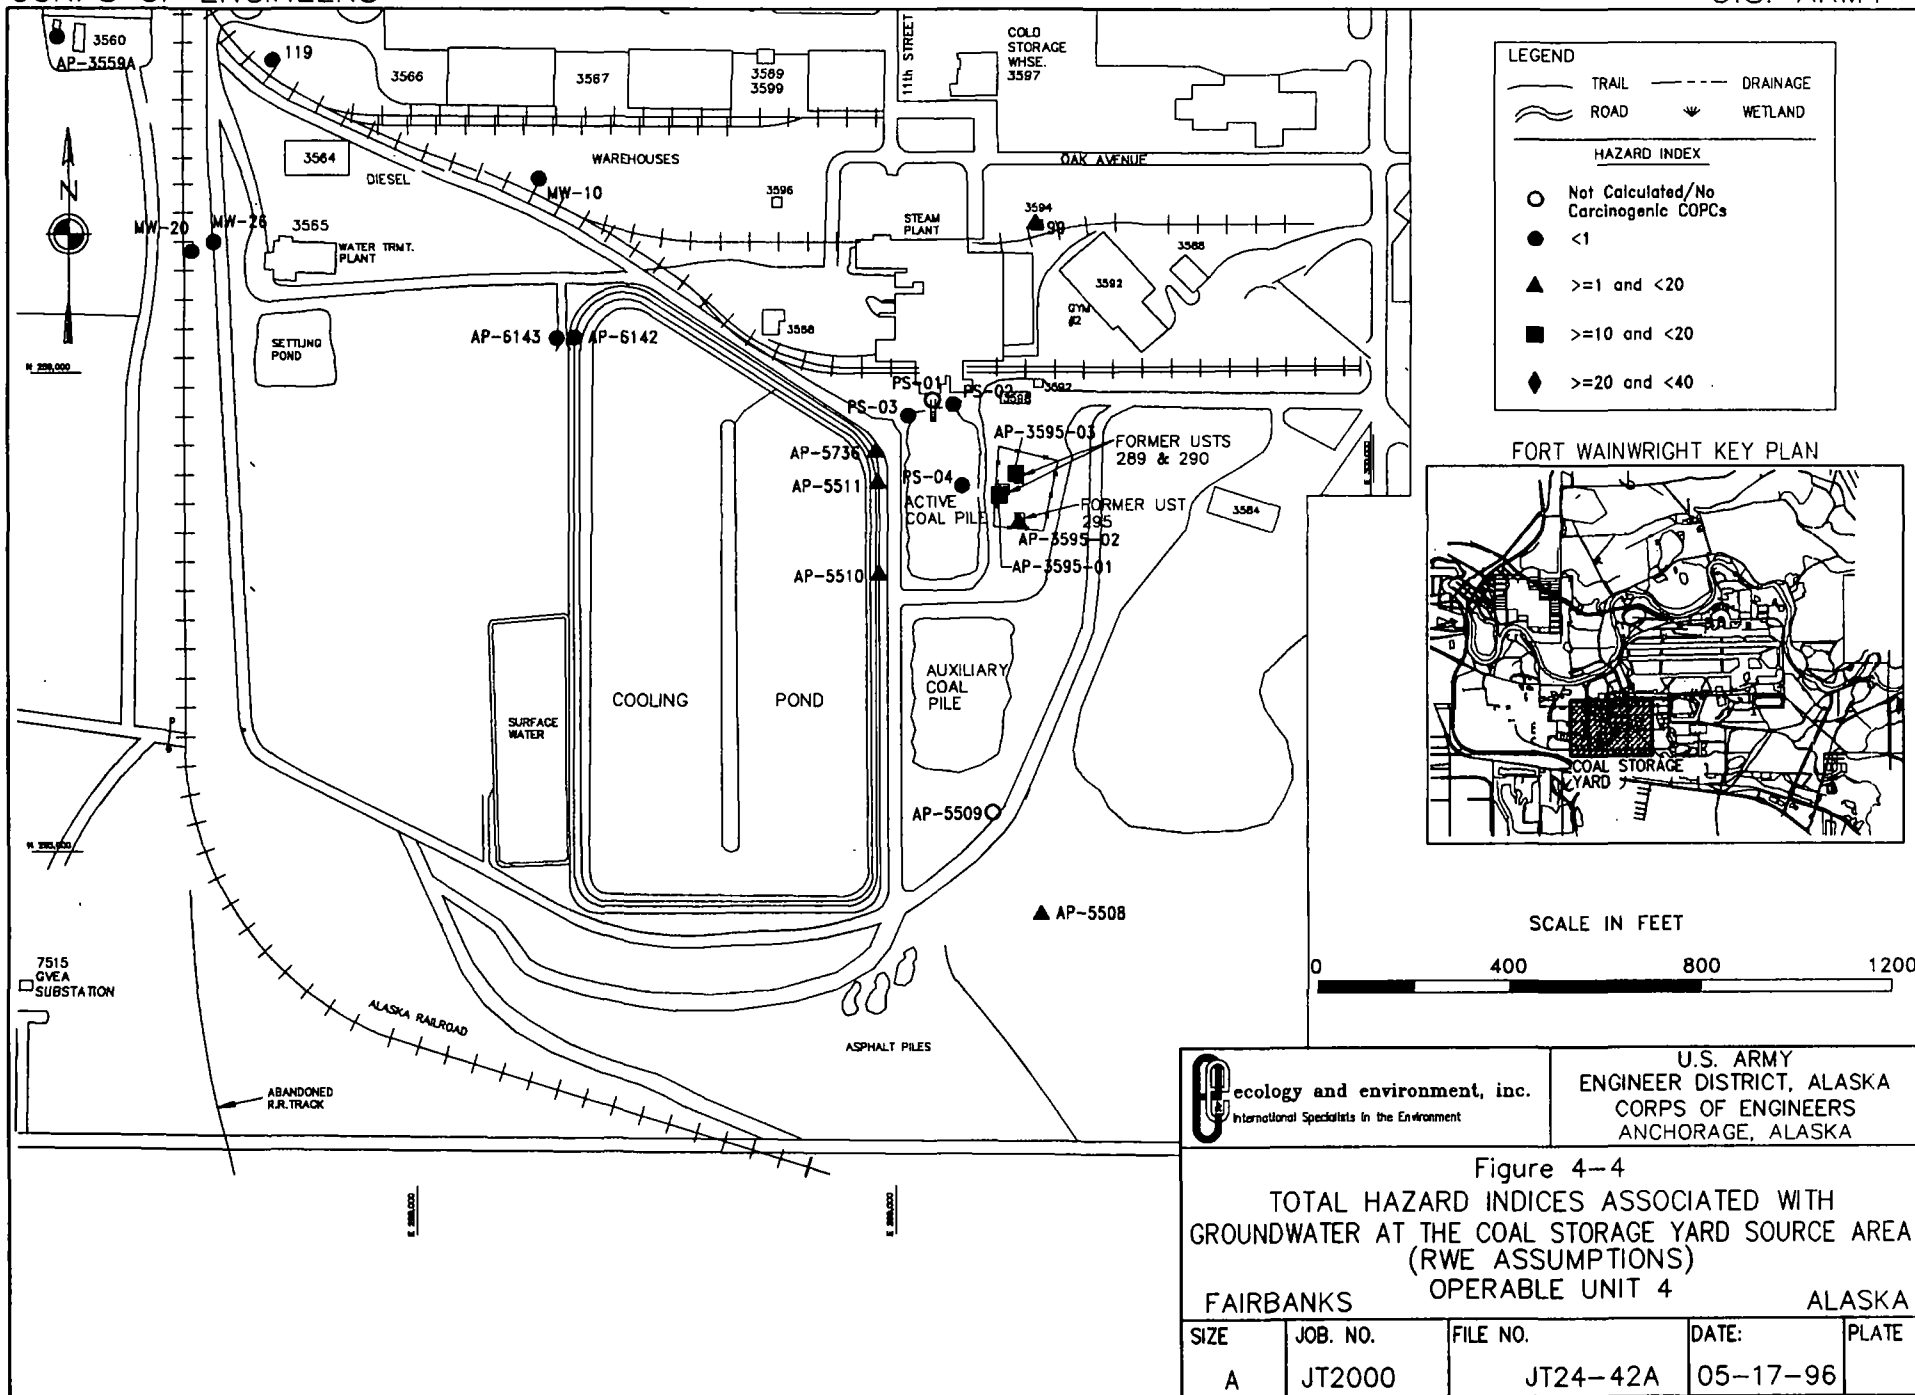 3560
AP-3559A
119
3566
3567
3589
3599
11th STREET
COLD
STORAGE
WHSE.
3597
3564
DIESEL
WAREHOUSES
OAK AVENUE
N
MW-20
MW-26
MW-10
3565
WATER TRMT.
PLANT
3596
STEAM
PLANT
3594
99
3588
3592
GYM
#2
SETTLING
POND
AP-6143
AP-6142
3568
PS-01
PS-02
PS-03
3592
3598
AP-3595-03
FORMER USTS
289 & 290
AP-5736
AP-5511
PS-04
ACTIVE
COAL PILE
FORMER UST
295
AP-3595-02
AP-3595-01
3584
AP-5510
AUXILIARY
COAL
PILE
COOLING
POND
SURFACE
WATER
AP-5509
AP-5508
7515
GVEA
SUBSTATION
ALASKA RAILROAD
ASPHALT PILES
ABANDONED
R.R.TRACK
LEGEND
TRAIL
DRAINAGE
ROAD
WETLAND
HAZARD INDEX
Not Calculated/No
Carcinogenic COPCs
<1
>=1 and <20
>=10 and <20
>=20 and <40
FORT WAINWRIGHT KEY PLAN
COAL STORAGE
YARD
SCALE IN FEET
0 400 800 1200
ecology and environment, inc.
International Specialists in the Environment
U.S. ARMY
ENGINEER DISTRICT, ALASKA
CORPS OF ENGINEERS
ANCHORAGE, ALASKA
Figure 4-4
TOTAL HAZARD INDICES ASSOCIATED WITH
GROUNDWATER AT THE COAL STORAGE YARD SOURCE AREA
(RWE ASSUMPTIONS)
OPERABLE UNIT 4
FAIRBANKS
ALASKA
SIZE
A
JOB. NO.
JT2000
FILE NO.
JT24-42A
DATE:
05-17-96
PLATE